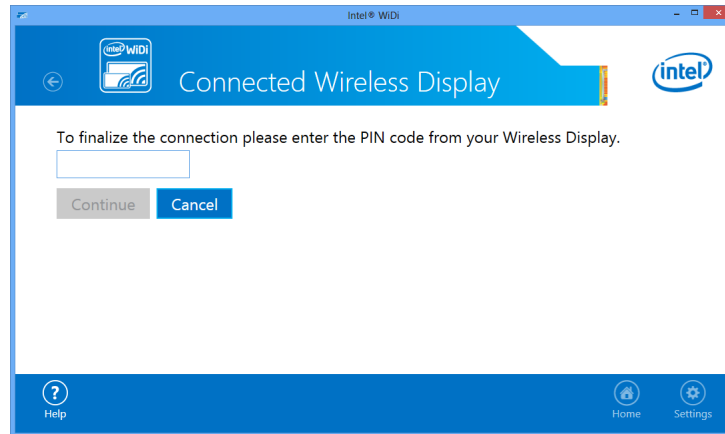 Intel® WiDi
intel WiDi
Connected Wireless Display
intel®
To finalize the connection please enter the PIN code from your Wireless Display.
Continue
Cancel
?
Help
Home
Settings